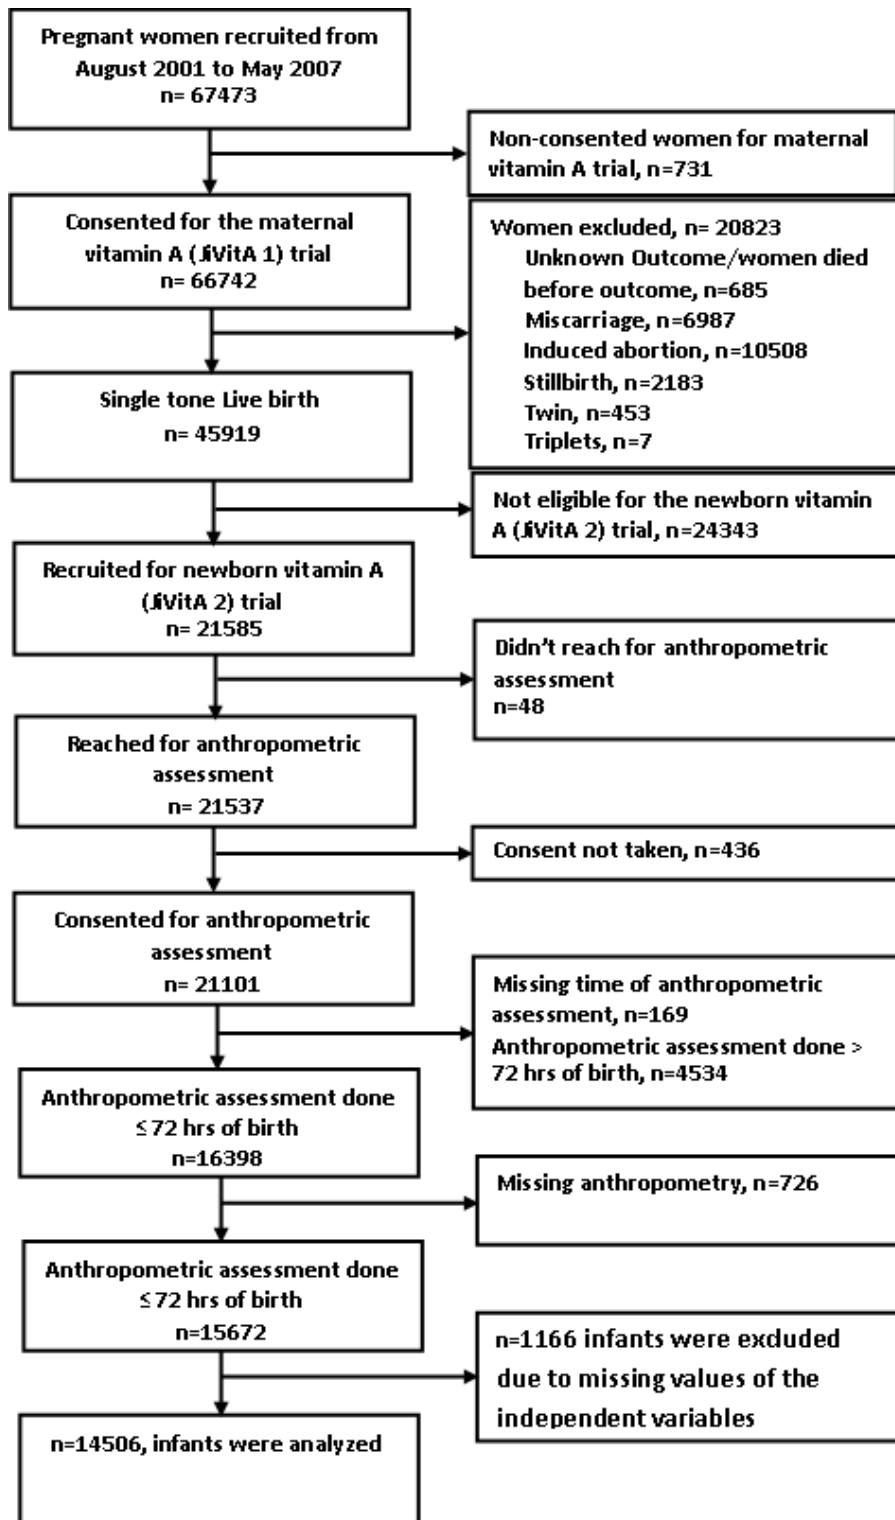 Pregnant women recruited from
August 2001 to May 2007
n= 67473
Non-consented women for maternal
vitamin A trial, n=731
Consented for the maternal
vitamin A (JiVitA 1) trial
n= 66742
Women excluded, n= 20823
Unknown Outcome/women died
before outcome, n=685
Miscarriage, n=6987
Induced abortion, n=10508
Stillbirth, n=2183
Twin, n=453
Triplets, n=7
Single tone Live birth
n= 45919
Not eligible for the newborn vitamin
A (JiVitA 2) trial, n=24343
Recruited for newborn vitamin A
(JiVitA 2) trial
n= 21585
Didn't reach for anthropometric
assessment
n=48
Reached for anthropometric
assessment
n= 21537
Consent not taken, n=436
Consented for anthropometric
assessment
n= 21101
Missing time of anthropometric
assessment, n=169
Anthropometric assessment done >
72 hrs of birth, n=4534
Anthropometric assessment done
≤72 hrs of birth
n=16398
Missing anthropometry, n=726
Anthropometric assessment done
≤72 hrs of birth
n=15672
n=1166 infants were excluded
due to missing values of the
independent variables
n=14506, infants were analyzed